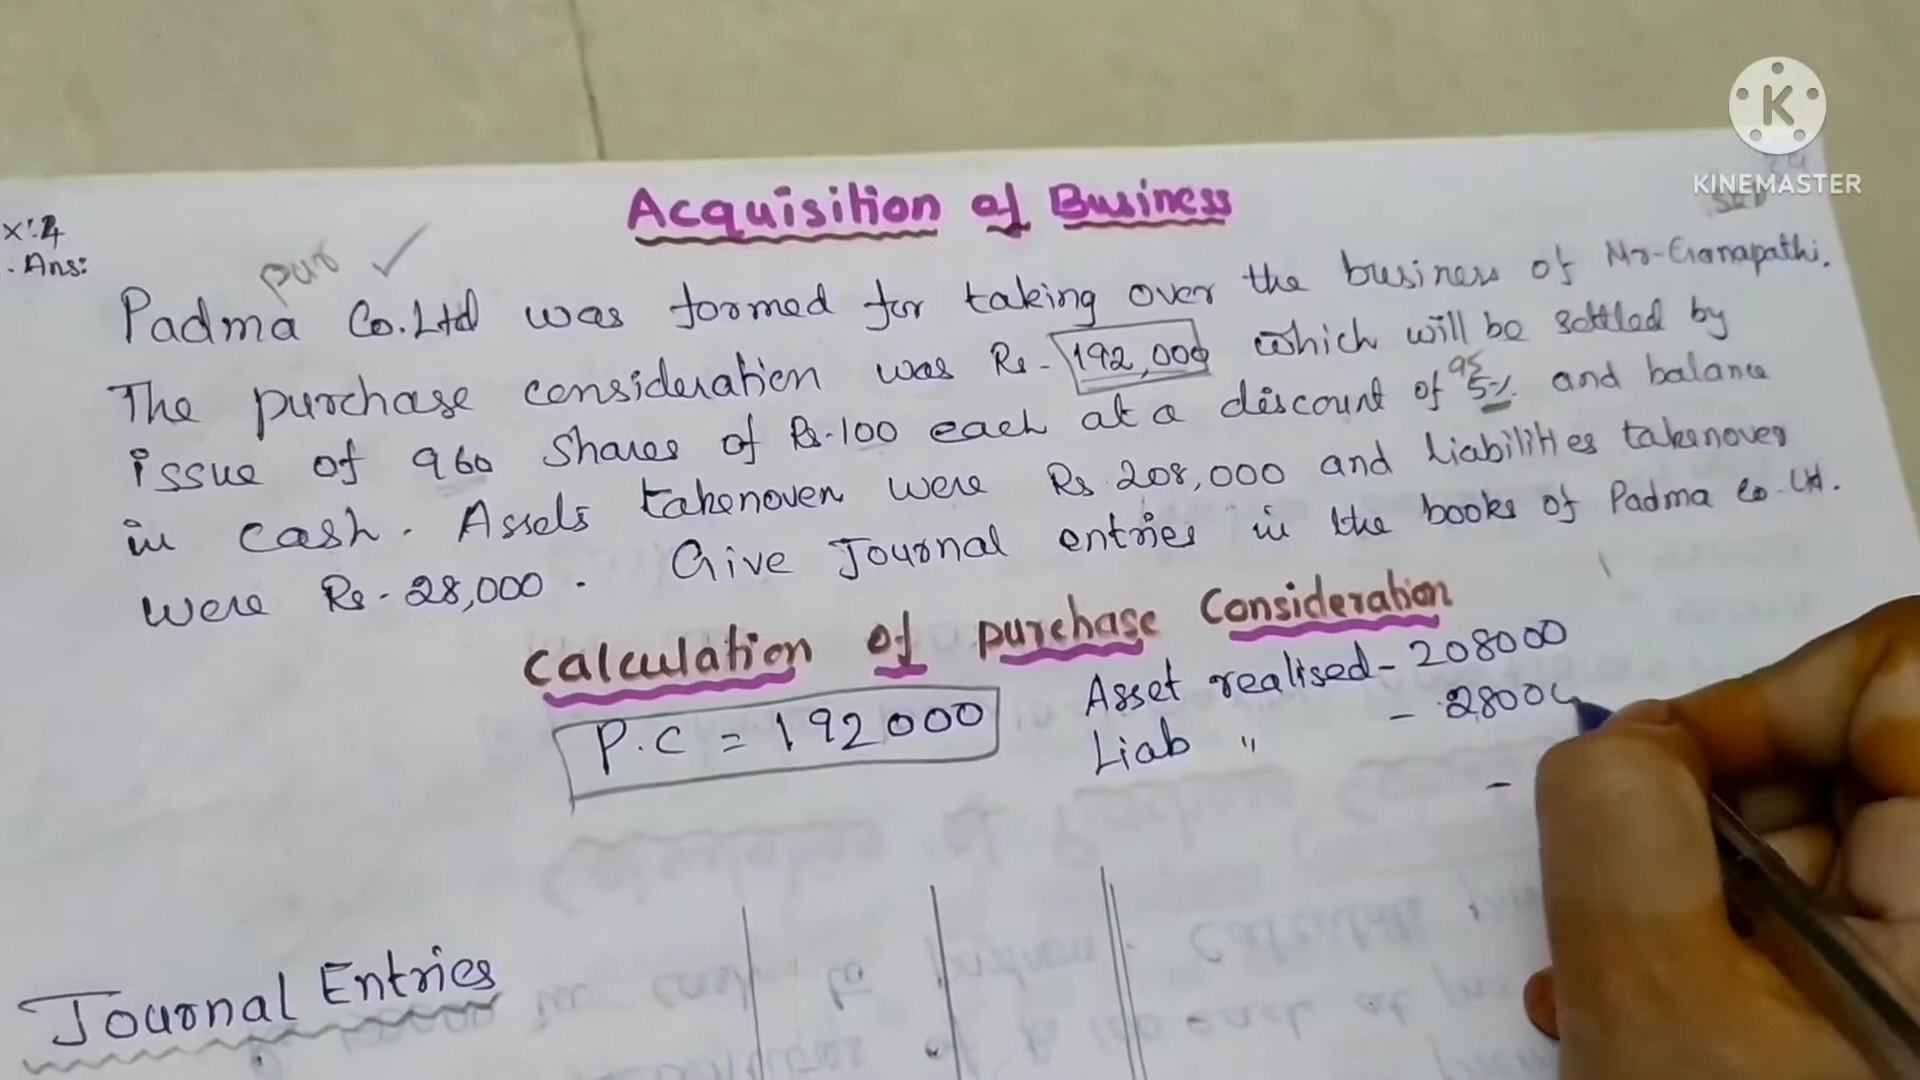 K
KINEMASTER
Acquisition of Business
x:4
Ans:
pur ✓
Padma Co.Ltd was formed for taking over the business of Mr-Ganapathi.
The purchase consideration was Rs-192,000 which will be settled by
95
issue of 960 Shares of Rs-100 each at a discount of 5% and balance
in cash. Assets takenover were Rs 208,000 and liabilities takenover
were Rs-28,000. Give Journal entries in the books of Padma Co.Ltd.
Calculation of purchase Consideration
P.C = 192000
Asset realised - 208000
Liab " - 28000
-
Journal Entries